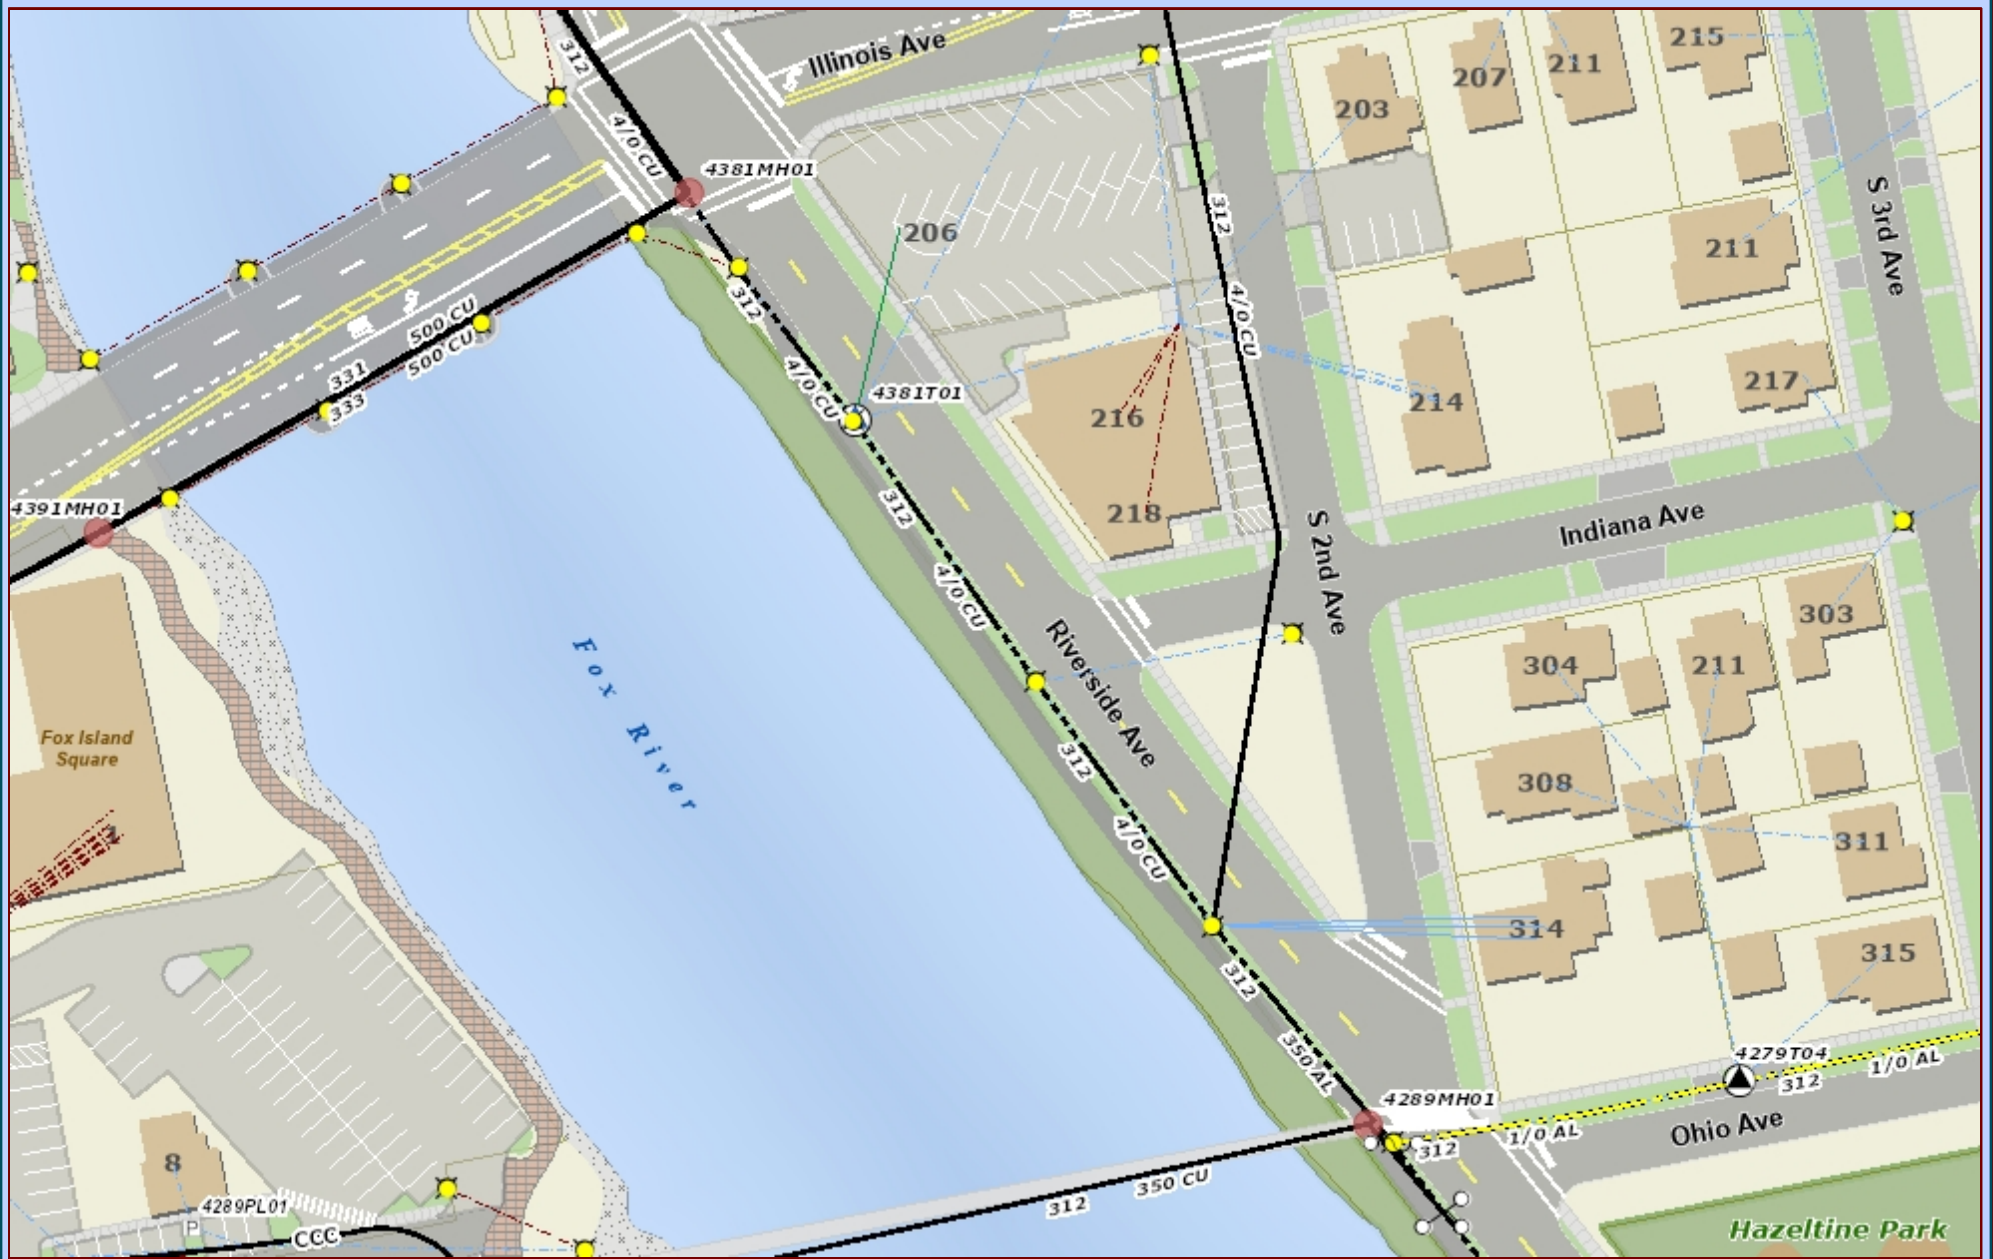 312
Illinois Ave
215
211
207
203
4/0 CU
4381MH01
S 3rd Ave
312
206
211
312
4/0 CU
500 CU
500 CU
331
333
4/0 CU
4381T01
217
214
216
4391MH01
312
218
S 2nd Ave
Indiana Ave
4/0 CU
Riverside Ave
303
304
211
Fox River
Fox Island
Square
312
308
4/0 CU
311
314
315
312
350 AL
4279T04
312
1/0 AL
4289MH01
Ohio Ave
1/0 AL
312
8
350 CU
312
4289PL01
P
CCC
Hazeltine Park